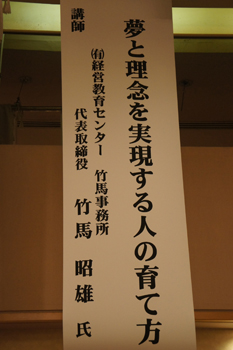 夢と理念を実現する人の育て方
㈲経営教育センター 竹馬事務所
講師 代表取締役 竹馬 昭雄 氏